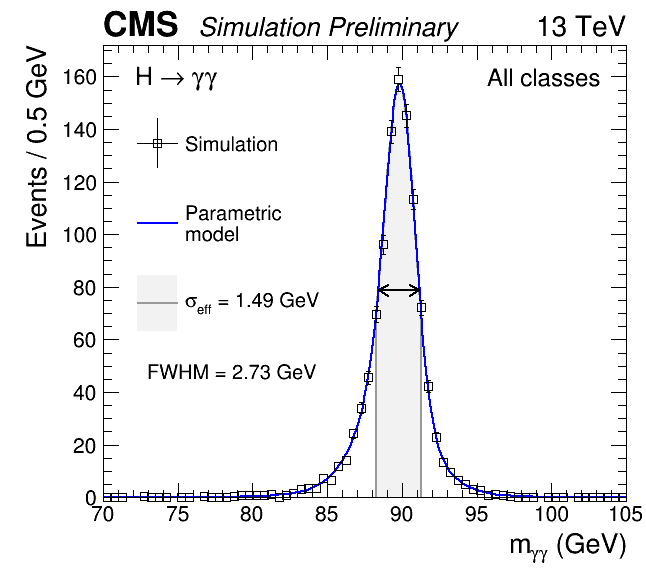 CMS Simulation Preliminary 13 TeV
H → γγ
All classes
Simulation
Parametric
model
σeff = 1.49 GeV
FWHM = 2.73 GeV
Events / 0.5 GeV
160
140
120
100
80
60
40
20
0
70 75 80 85 90 95 100 105
mγγ (GeV)